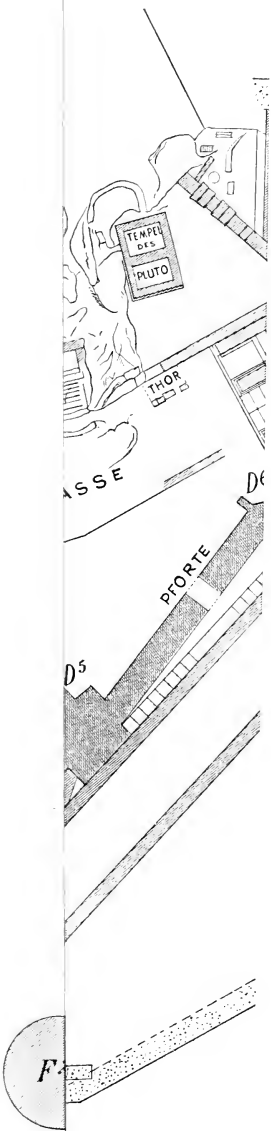 TEMPEL
DES
PLUTO
THOR
ASSE
D6
PFORTE
D5
F